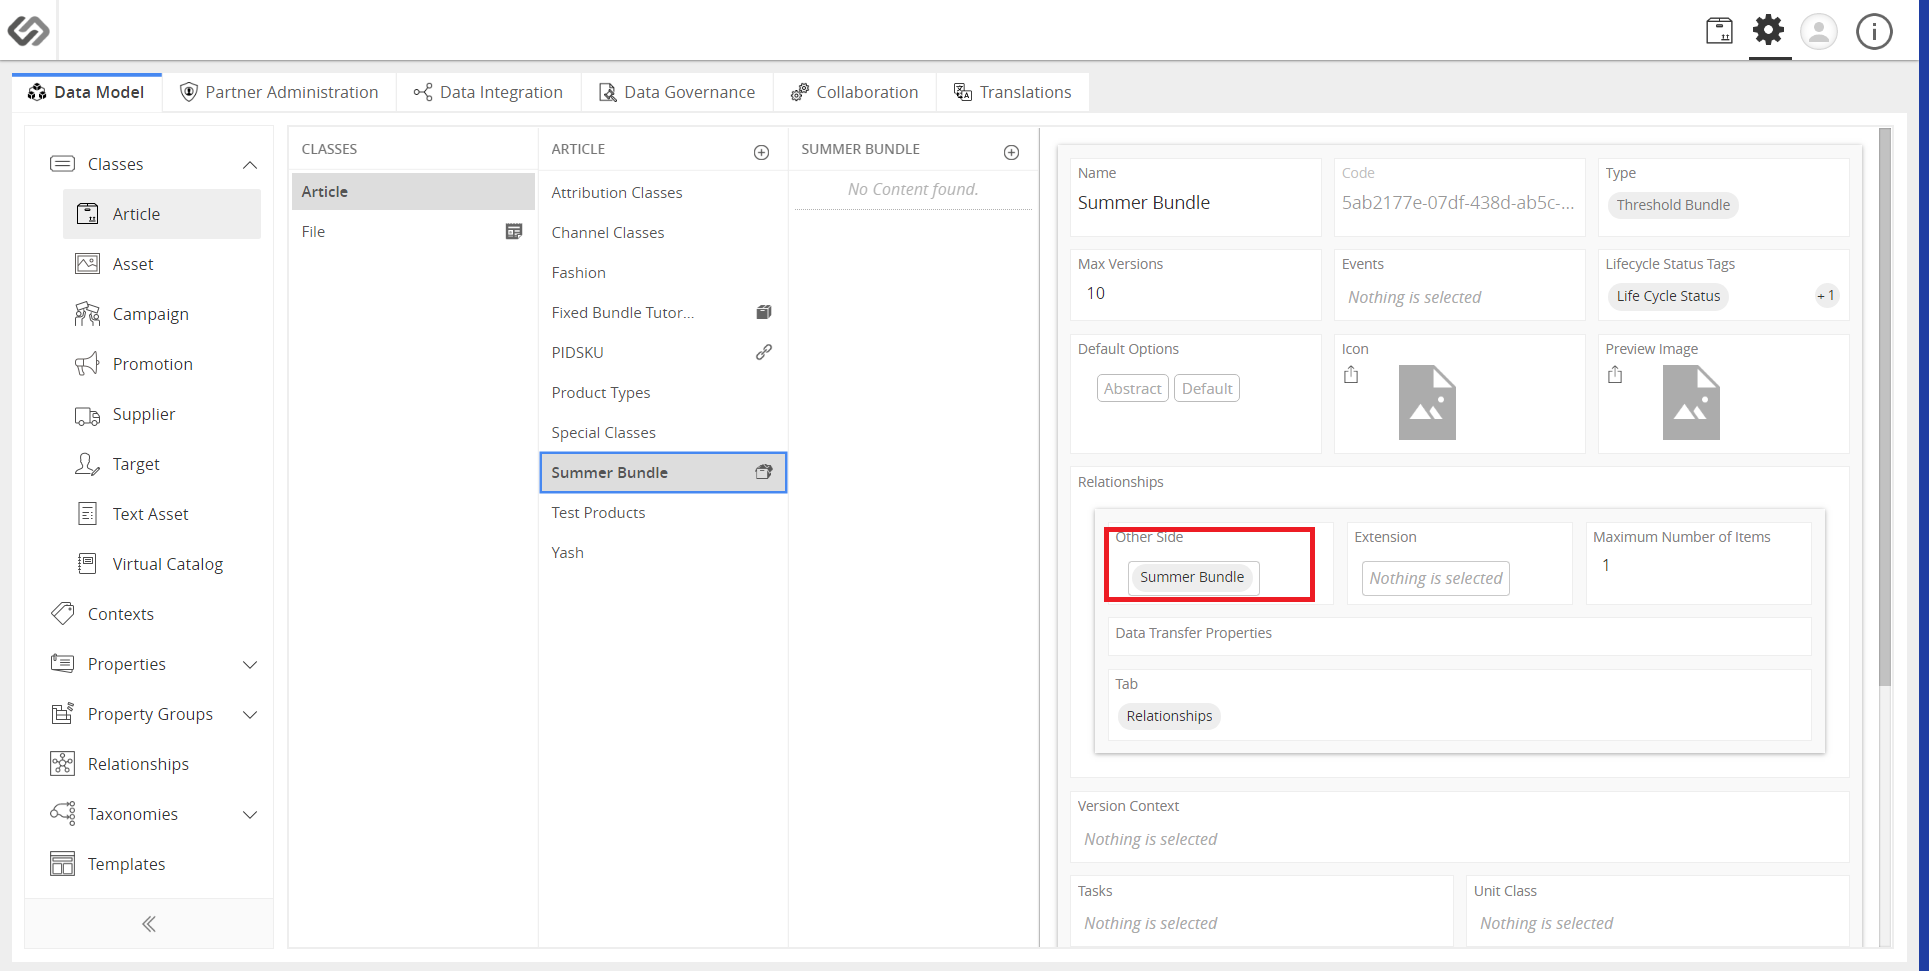 Data Model
Partner Administration
Data Integration
Data Governance
Collaboration
Translations
Classes
Article
Asset
Campaign
Promotion
Supplier
Target
Text Asset
Virtual Catalog
Contexts
Properties
Property Groups
Relationships
Taxonomies
Templates
CLASSES
Article
File
ARTICLE
Attribution Classes
Channel Classes
Fashion
Fixed Bundle Tutor...
PIDSKU
Product Types
Special Classes
Summer Bundle
Test Products
Yash
SUMMER BUNDLE
No Content found.
Name
Summer Bundle
Code
5ab2177e-07df-438d-ab5c-...
Type
Threshold Bundle
Max Versions
10
Events
Nothing is selected
Lifecycle Status Tags
Life Cycle Status
+1
Default Options
Abstract Default
Icon
Preview Image
Relationships
Other Side
Summer Bundle
Extension
Nothing is selected
Maximum Number of Items
1
Data Transfer Properties
Tab
Relationships
Version Context
Nothing is selected
Tasks
Nothing is selected
Unit Class
Nothing is selected